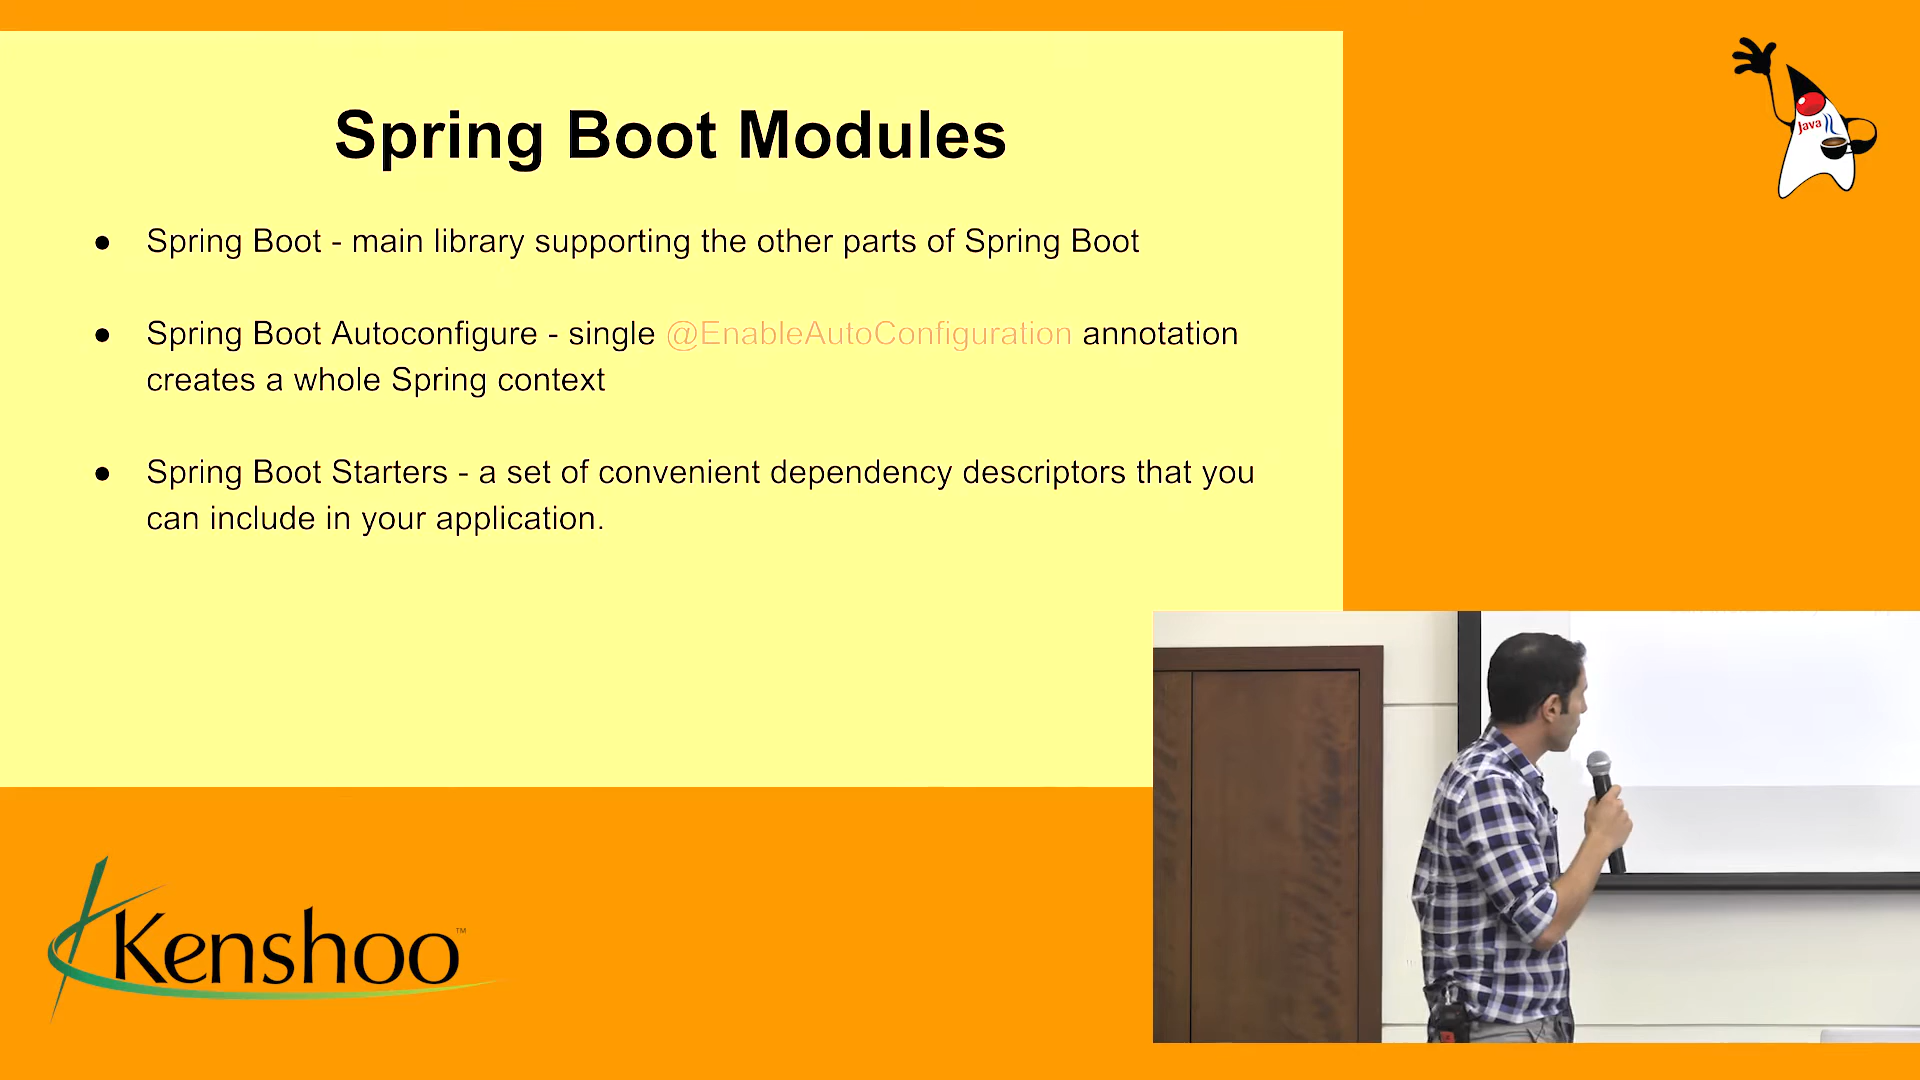 Spring Boot Modules
● Spring Boot - main library supporting the other parts of Spring Boot
● Spring Boot Autoconfigure - single @EnableAutoConfiguration annotation
creates a whole Spring context
● Spring Boot Starters - a set of convenient dependency descriptors that you
can include in your application.
Java
Kenshoo™